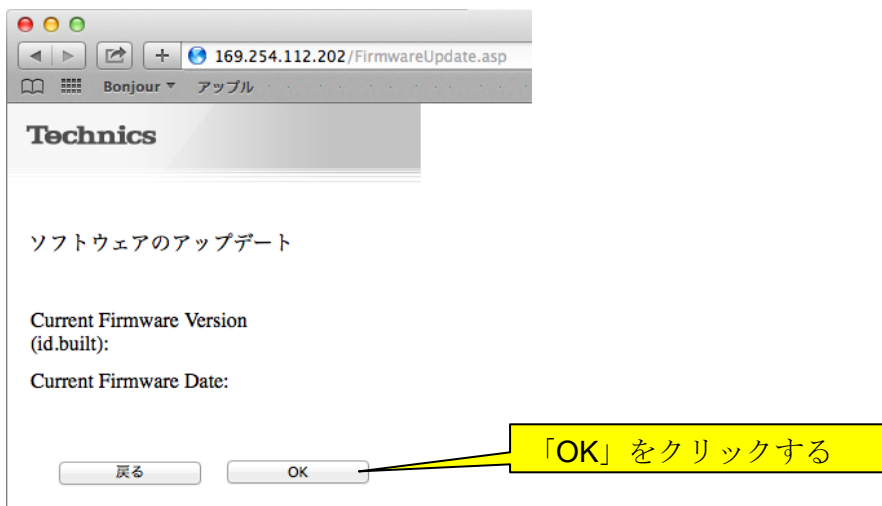 169.254.112.202/FirmwareUpdate.asp
Bonjour アップル
Technics
ソフトウェアのアップデート
Current Firmware Version
(id.built):
Current Firmware Date:
戻る OK
「OK」をクリックする